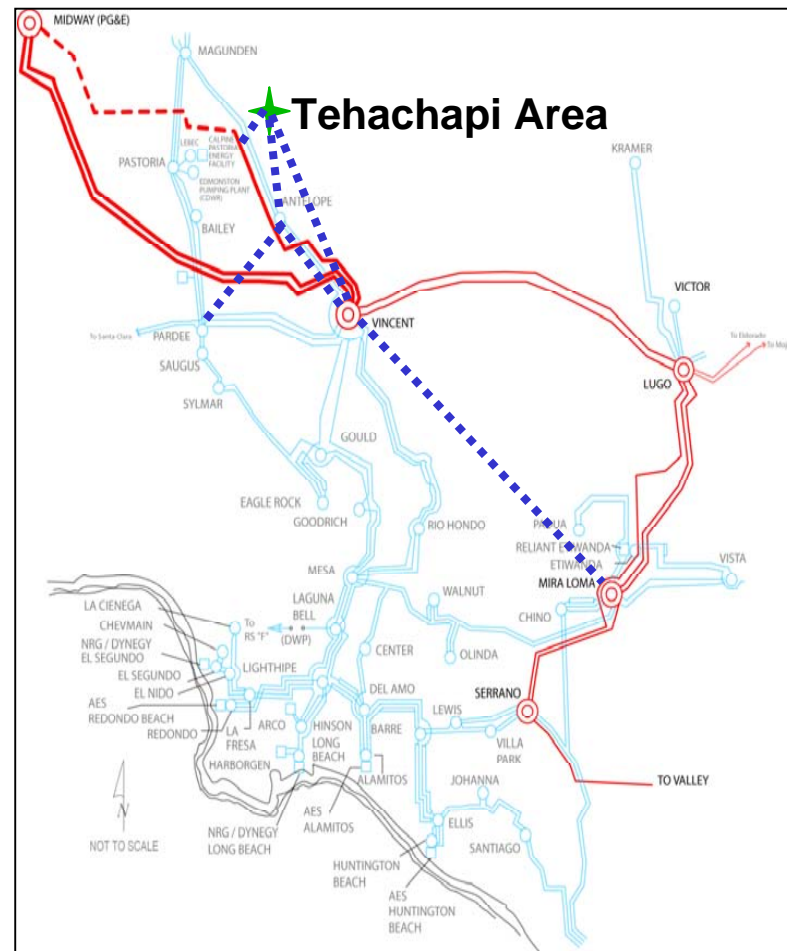 MIDWAY (PG&E)
MAGUNDEN
Tehachapi Area
KRAMER
LEBEC
CALPINE
PASTORIA
ENERGY
FACILITY
PASTORIA
EDMONSTON
PUMPING PLANT
(CDWR)
ANTELOPE
BAILEY
VICTOR
VINCENT
To Santa Clara
PARDEE
To Eldorado
To Moj
SAUGUS
LUGO
SYLMAR
GOULD
EAGLE ROCK
GOODRICH
RIO HONDO
PADUA
RELIANT ETIWANDA
ETIWANDA
VISTA
MESA
MIRA LOMA
WALNUT
LA CIENEGA
LAGUNA
BELL
CHINO
To
RS "F"
(DWP)
CHEVMAIN
NRG / DYNEGY
EL SEGUNDO
CENTER
OLINDA
LIGHTHIPE
EL SEGUNDO
EL NIDO
DEL AMO
LEWIS
SERRANO
AES
REDONDO BEACH
REDONDO
LA
FRESA
ARCO
HINSON
LONG
BEACH
BARRE
VILLA
PARK
HARBORGEN
ALAMITOS
JOHANNA
TO VALLEY
N
NOT TO SCALE
NRG / DYNEGY
LONG BEACH
AES
ALAMITOS
ELLIS
SANTIAGO
HUNTINGTON
BEACH
AES
HUNTINGTON
BEACH